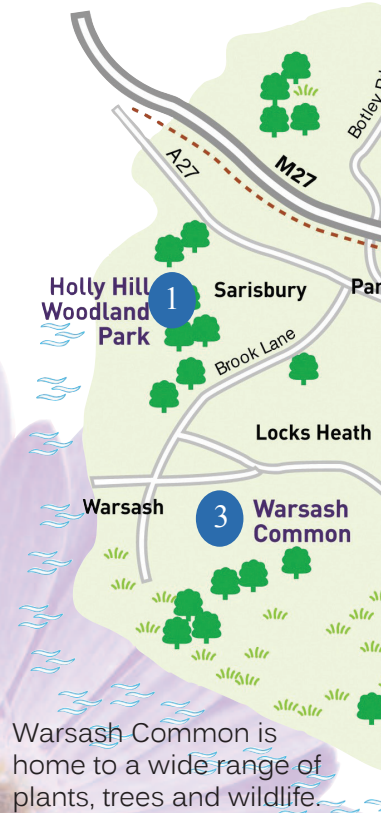 Botley
A27
M27
Holly Hill
Woodland
Park
1
Sarisbury
Par
Brook Lane
Locks Heath
Warsash
3
Warsash
Common
Warsash Common is
home to a wide range of
plants, trees and wildlife.